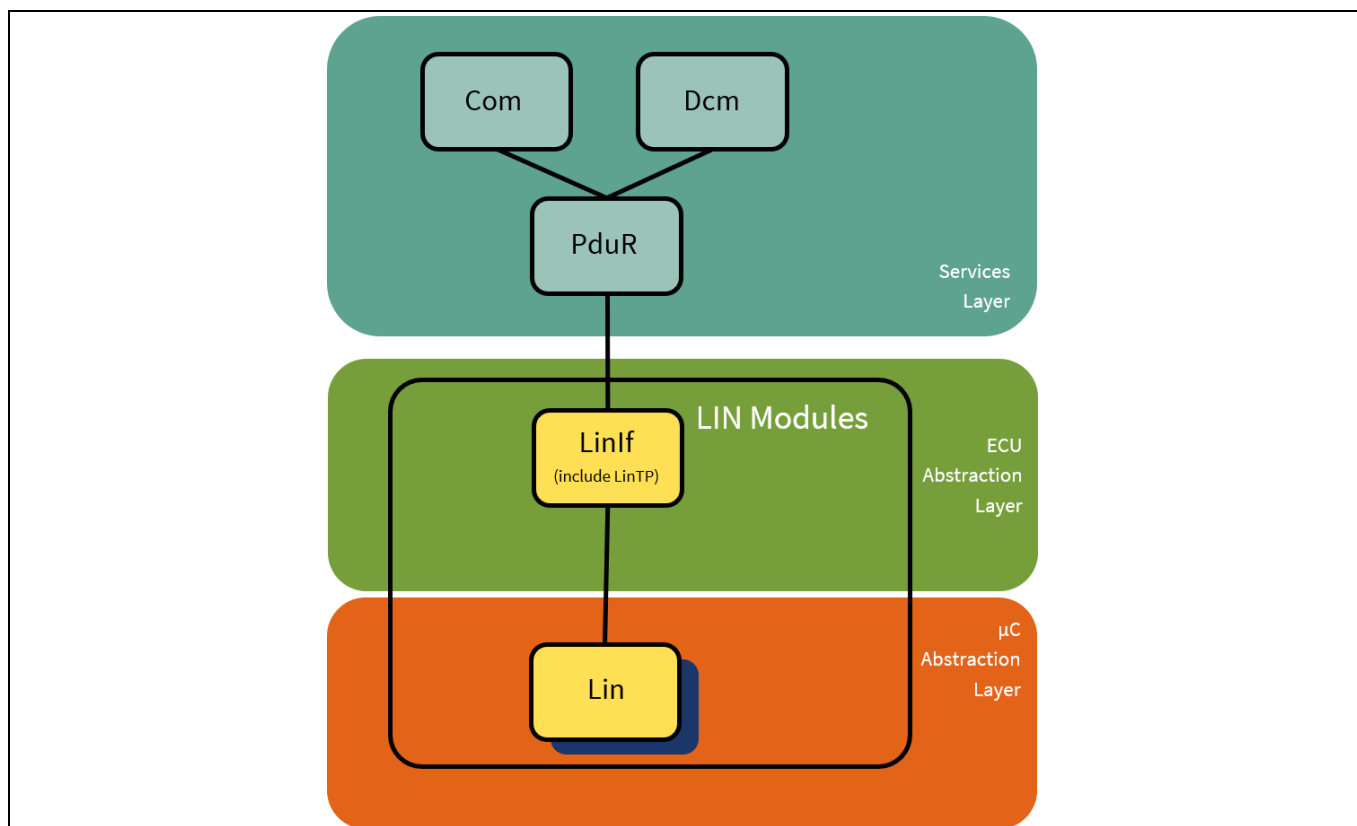 Com
Dcm
PduR
Services
Layer
LIN Modules
LinIf
(include LinTP)
ECU
Abstraction
Layer
µC
Abstraction
Layer
Lin